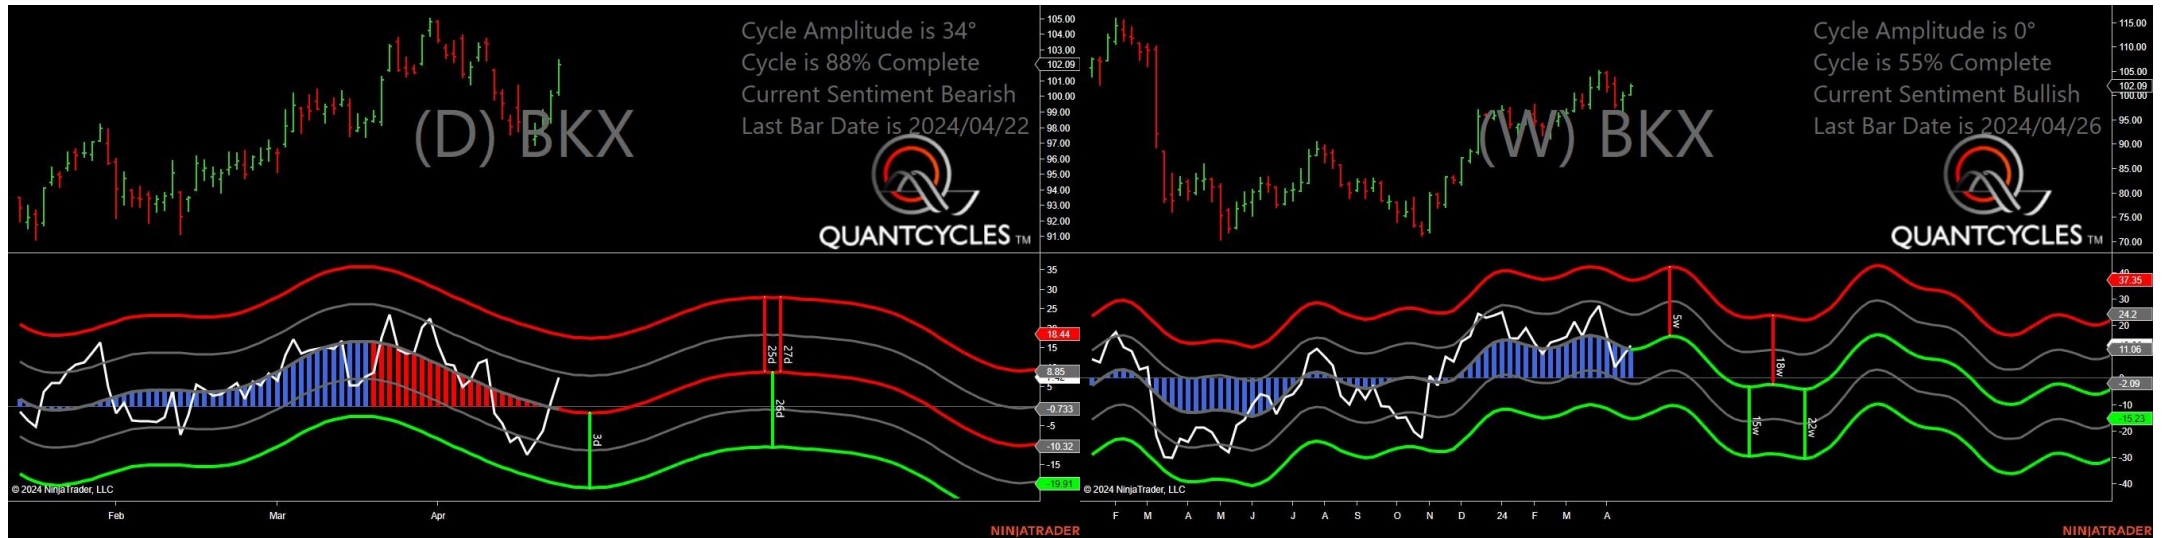 Cycle Amplitude is 34°
Cycle is 88% Complete
Current Sentiment Bearish
Last Bar Date is 2024/04/22
(D) BKX
QUANTCYCLES TM
105.00
104.00
103.00
102.09
101.00
100.00
99.00
98.00
97.00
96.00
95.00
94.00
93.00
92.00
91.00
35
30
25
18.44
15
8.85
5
-0.733
-5
-10.32
-15
-19.91
3d
25d
27d
26d
© 2024 NinjaTrader, LLC
Feb
Mar
Apr
NINJATRADER
Cycle Amplitude is 0°
Cycle is 55% Complete
Current Sentiment Bullish
Last Bar Date is 2024/04/26
(W) BKX
QUANTCYCLES TM
115.00
110.00
105.00
102.09
100.00
95.00
90.00
85.00
80.00
75.00
70.00
40
37.35
30
24.2
20
11.06
-2.09
-10
-15.23
-20
-30
-40
5w
18w
15w
22w
© 2024 NinjaTrader, LLC
F
M
A
M
J
J
A
S
O
N
D
24
F
M
A
NINJATRADER